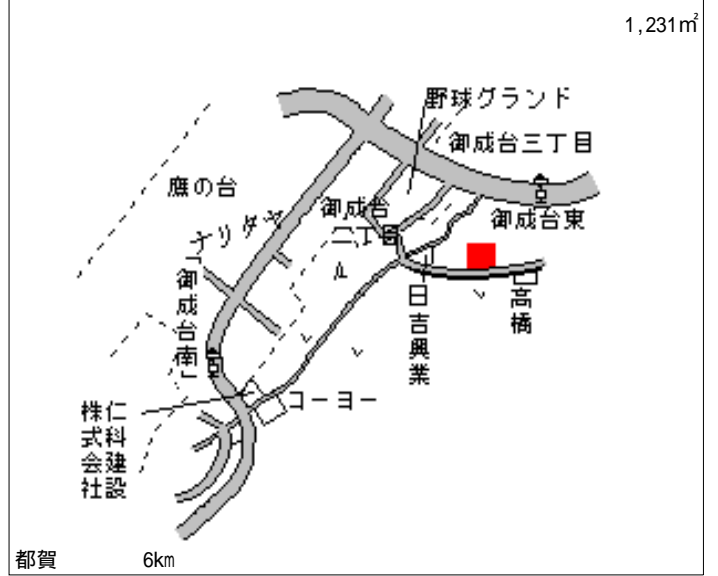 1,231㎡
野球グランド
御成台三丁目
鷹の台
御成台
二丁目
御成台東
ナリタヤ
「御成台南」
日吉興業
高橋
コーヨー
株式会社
仁科建設
都賀 6km